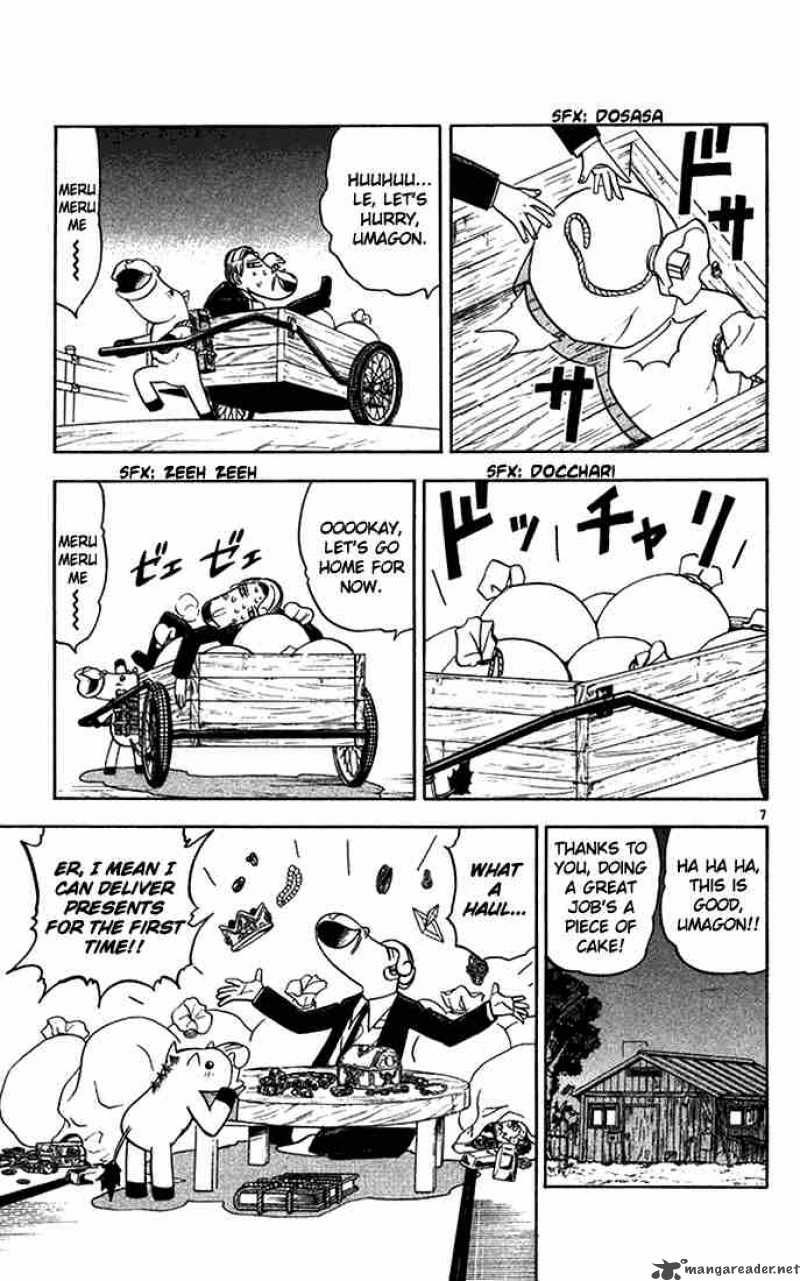 SFX: DOSASA
ドド
サササ
HUUHUU...
LE, LET'S
HURRY,
UMAGON.
MERU
MERU
ME
SFX: DOCCHARI
ドッチャリ
SFX: ZEEH ZEEH
OOOOKAY,
LET'S GO
HOME FOR
NOW.
ゼェゼェ
MERU
MERU
ME
7
HA HA HA,
THIS IS
GOOD,
UMAGON!!
THANKS TO
YOU, DOING
A GREAT
JOB'S A
PIECE OF
CAKE!
WHAT
A
HAUL...
ER, I MEAN I
CAN DELIVER
PRESENTS
FOR THE FIRST
TIME!!
mangareader.net